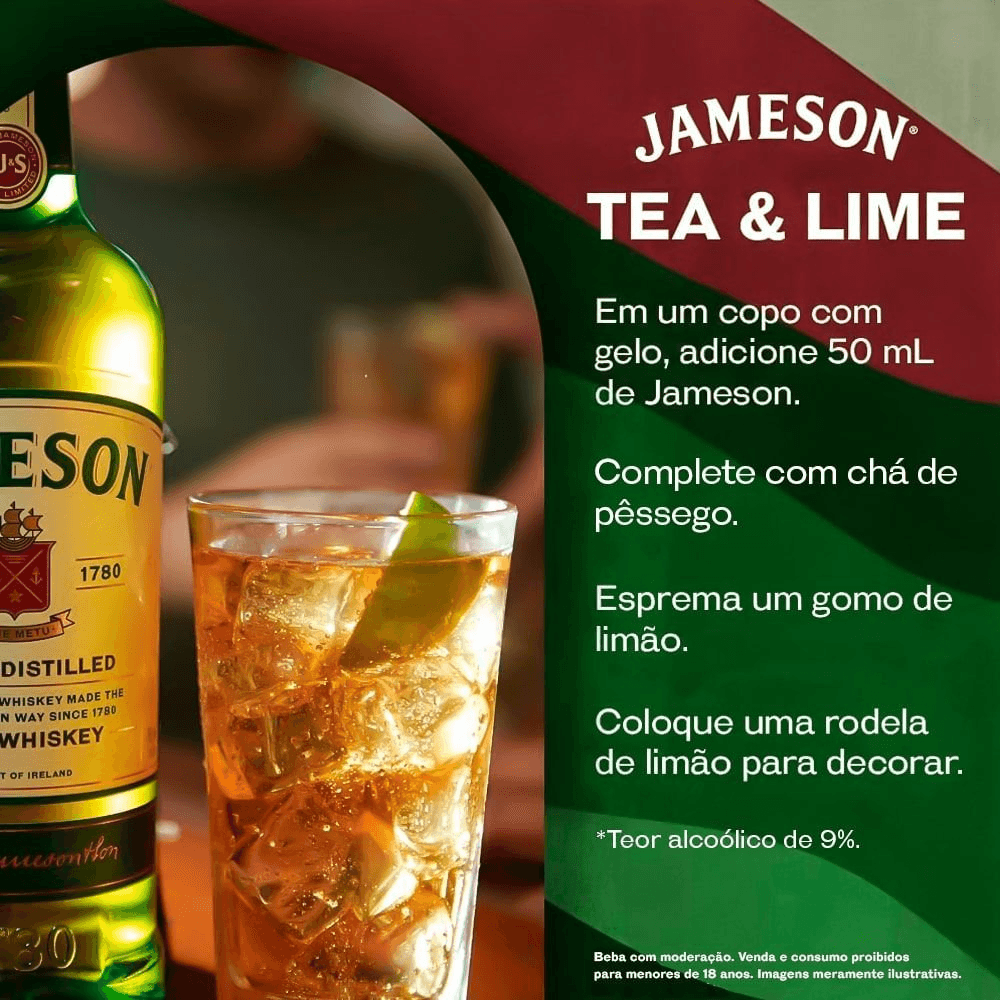 JAMESON®
TEA & LIME
Em um copo com
gelo, adicione 50 mL
de Jameson.
Complete com chá de
pêssego.
Esprema um gomo de
limão.
Coloque uma rodela
de limão para decorar.
*Teor alcoólico de 9%.
Beba com moderação. Venda e consumo proibidos
para menores de 18 anos. Imagens meramente ilustrativas.
J&S
LIMITED
ESON
1780
E METU
DISTILLED
WHISKEY MADE THE
N WAY SINCE 1780
WHISKEY
T OF IRELAND